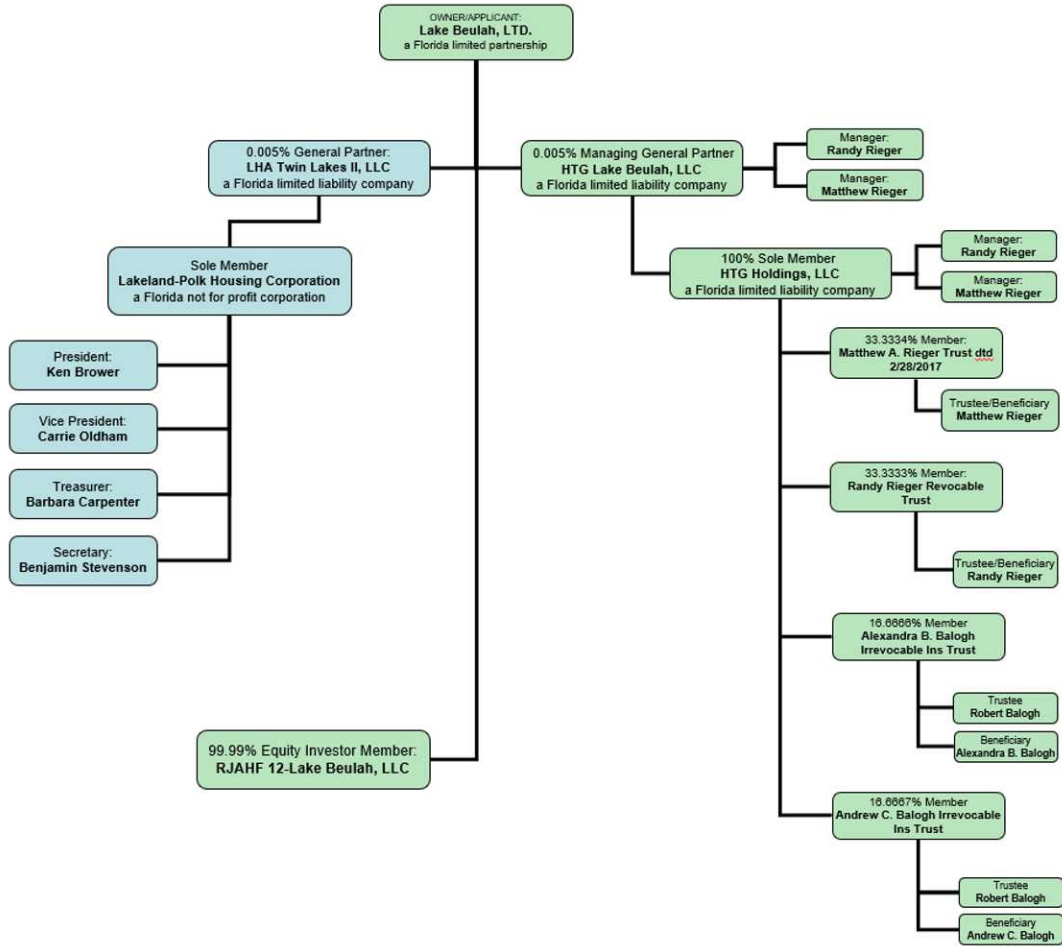 OWNER/APPLICANT:
Lake Beulah, LTD.
a Florida limited partnership
0.005% General Partner:
LHA Twin Lakes II, LLC
a Florida limited liability company
0.005% Managing General Partner
HTG Lake Beulah, LLC
a Florida limited liability company
Manager:
Randy Rieger
Manager:
Matthew Rieger
Sole Member
Lakeland-Polk Housing Corporation
a Florida not for profit corporation
100% Sole Member
HTG Holdings, LLC
a Florida limited liability company
Manager:
Randy Rieger
Manager:
Matthew Rieger
President:
Ken Brower
Vice President:
Carrie Oldham
Treasurer:
Barbara Carpenter
Secretary:
Benjamin Stevenson
33.3334% Member:
Matthew A. Rieger Trust dtd
2/28/2017
Trustee/Beneficiary
Matthew Rieger
33.3333% Member:
Randy Rieger Revocable
Trust
Trustee/Beneficiary
Randy Rieger
16.6666% Member
Alexandra B. Balogh
Irrevocable Ins Trust
Trustee
Robert Balogh
Beneficiary
Alexandra B. Balogh
99.99% Equity Investor Member:
RJAHF 12-Lake Beulah, LLC
16.6667% Member
Andrew C. Balogh Irrevocable
Ins Trust
Trustee
Robert Balogh
Beneficiary
Andrew C. Balogh